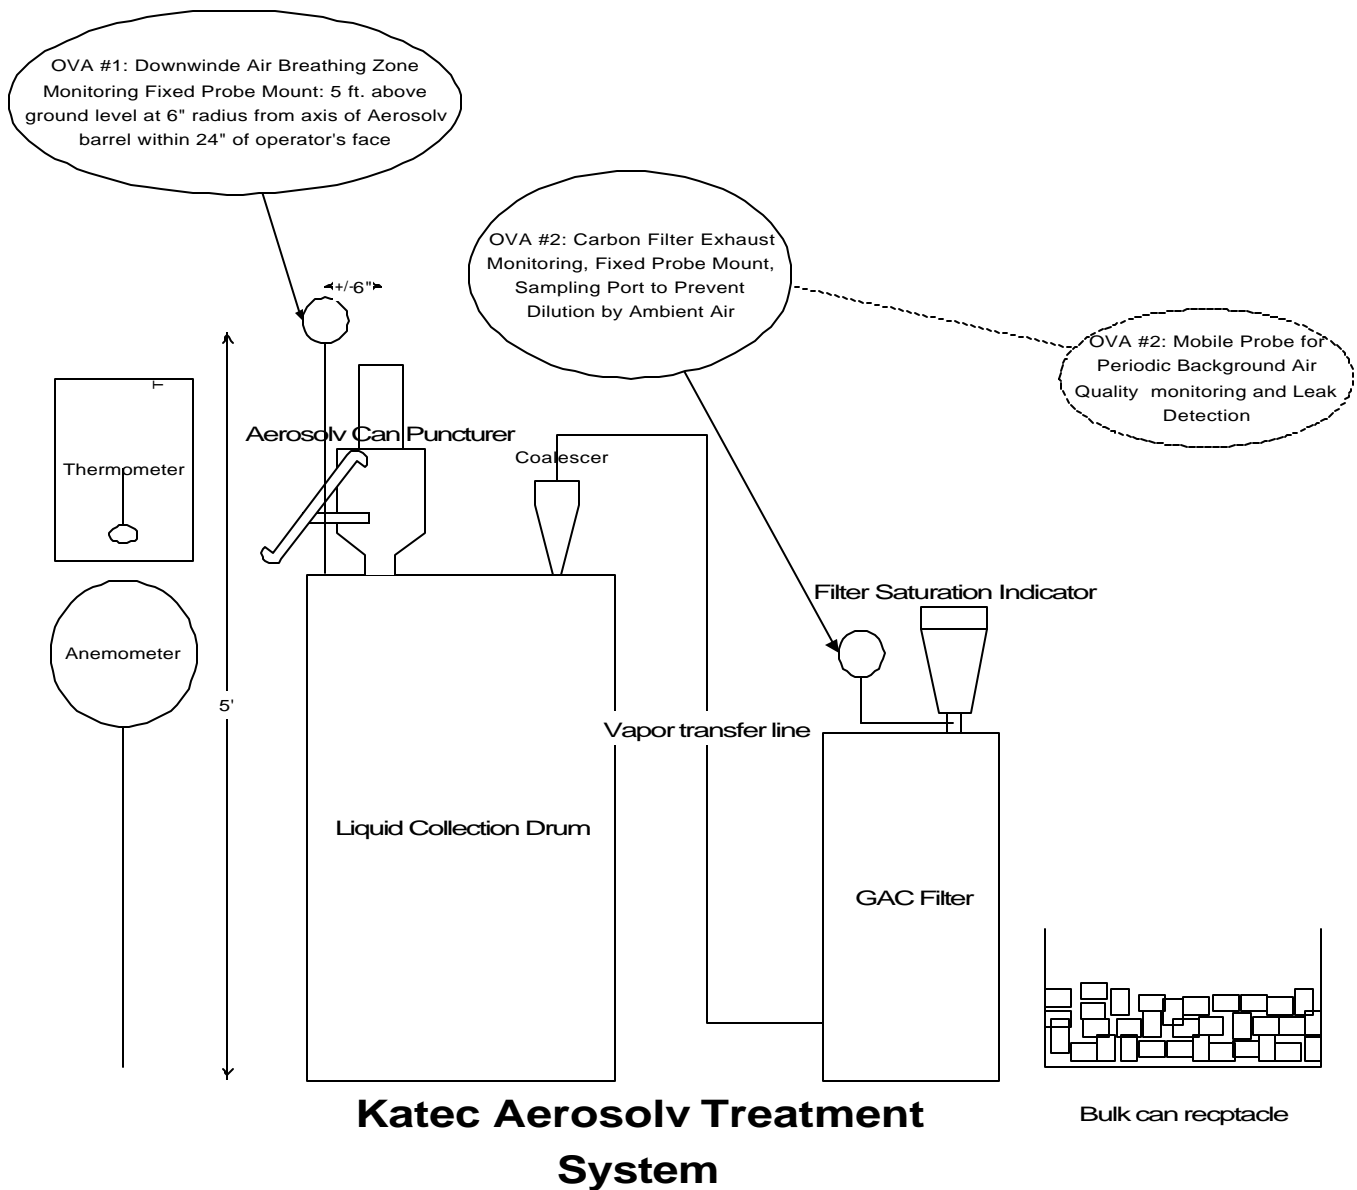 OVA #1: Downwinde Air Breathing Zone
Monitoring Fixed Probe Mount: 5 ft. above
ground level at 6" radius from axis of Aerosolv
barrel within 24" of operator's face
OVA #2: Carbon Filter Exhaust
Monitoring, Fixed Probe Mount,
Sampling Port to Prevent
Dilution by Ambient Air
+/-6"
OVA #2: Mobile Probe for
Periodic Background Air
Quality monitoring and Leak
Detection
T
Aerosolv Can Puncturer
Coalescer
Thermometer
Filter Saturation Indicator
Anemometer
5'
Vapor transfer line
Liquid Collection Drum
GAC Filter
Katec Aerosolv Treatment
System
Bulk can recptacle